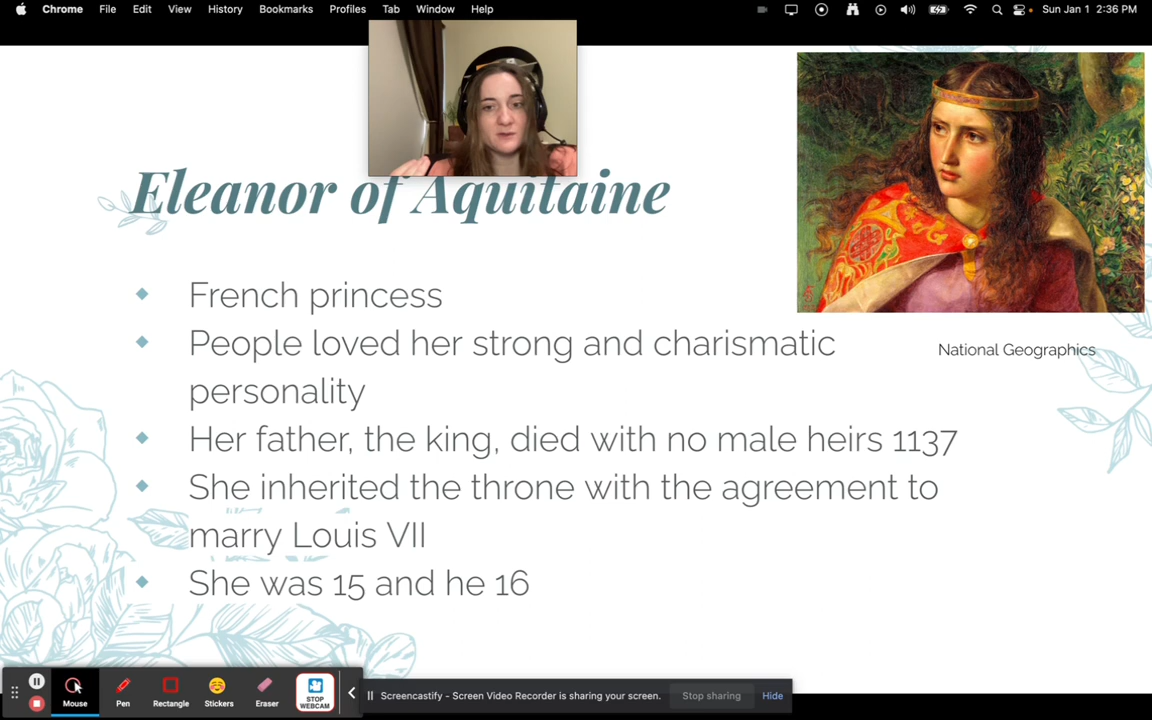 Chrome File Edit View History Bookmarks Profiles Tab Window Help Sun Jan 1 2:36 PM
Eleanor of Aquitaine
French princess
People loved her strong and charismatic
personality
National Geographics
Her father, the king, died with no male heirs 1137
She inherited the throne with the agreement to
marry Louis VII
She was 15 and he 16
Mouse Pen Rectangle Stickers Eraser STOP WEBCAM
Screencastify - Screen Video Recorder is sharing your screen. Stop sharing Hide